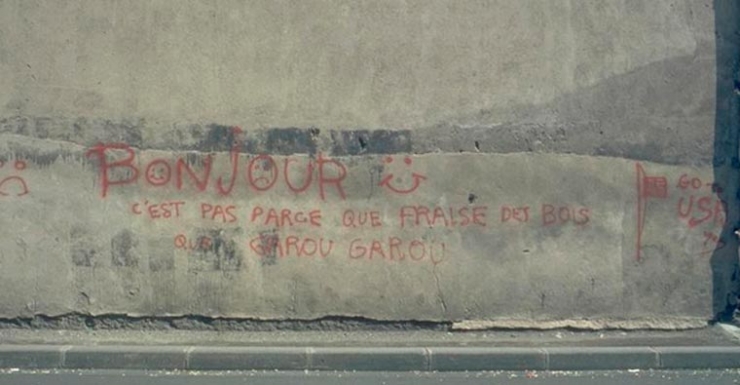 BONJOUR
C'EST PAS PARCE QUE FRAISE DES BOIS
QUE GAROU GAROU
GO
USA